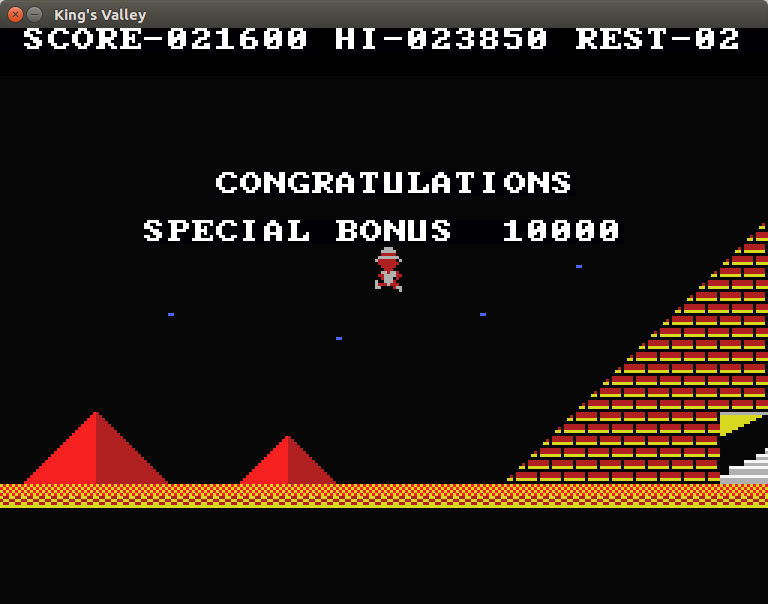 King's Valley
SCORE-021600 HI-023850 REST-02
CONGRATULATIONS
SPECIAL BONUS 10000